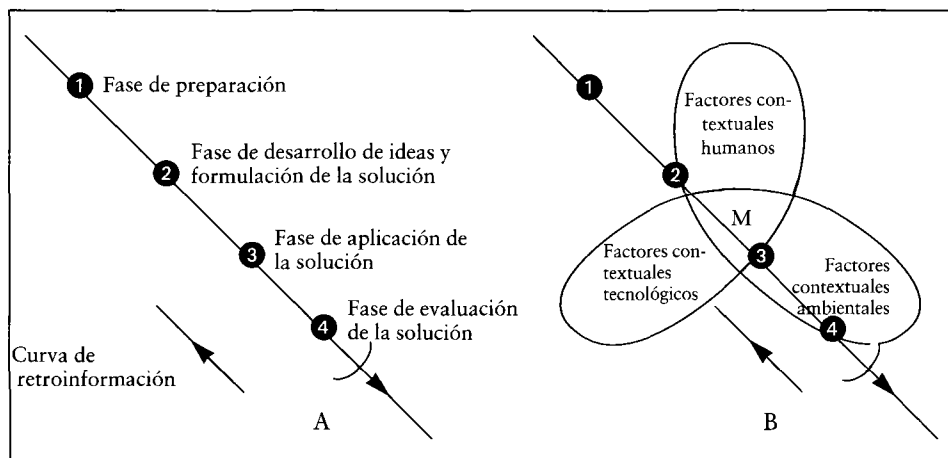 1 Fase de preparación
2 Fase de desarrollo de ideas y
formulación de la solución
3 Fase de aplicación de
la solución
4 Fase de evaluación
de la solución
Curva de
retroinformación
A
1
Factores con-
textuales
humanos
2
M
3
Factores con-
textuales
tecnológicos
Factores
contextuales
ambientales
4
B